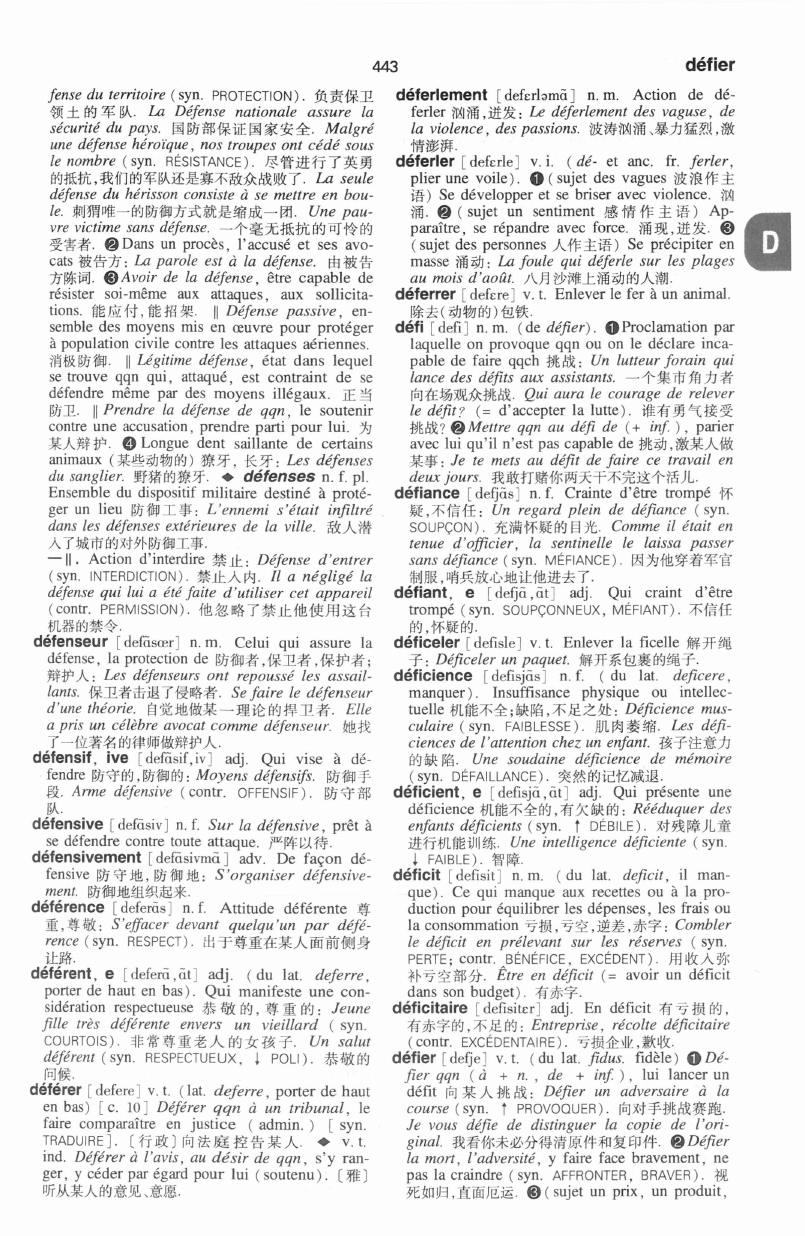 443
défier
fense du territoire (syn. PROTECTION). 负责保卫
领土的军队. La Défense nationale assure la
sécurité du pays. 国防部保证国家安全. Malgré
une défense héroïque, nos troupes ont cédé sous
le nombre (syn. RÉSISTANCE). 尽管进行了英勇
的抵抗,我们的军队还是寡不敌众战败了. La seule
défense du hérisson consiste à se mettre en bou-
le. 刺猬唯一的防御方式就是缩成一团. Une pau-
vre victime sans défense. 一个毫无抵抗的可怜的
受害者. ❷Dans un procès, l'accusé et ses avo-
cats 被告方: La parole est à la défense. 由被告
方陈词. ❸Avoir de la défense, être capable de
résister soi-même aux attaques, aux sollicita-
tions. 能应付,能招架. ‖ Défense passive, en-
semble des moyens mis en œuvre pour protéger
à population civile contre les attaques aériennes.
消极防御. ‖ Légitime défense, état dans lequel
se trouve qqn qui, attaqué, est contraint de se
défendre même par des moyens illégaux. 正当
防卫. ‖ Prendre la défense de qqn, le soutenir
contre une accusation, prendre parti pour lui. 为
某人辩护. ❹Longue dent saillante de certains
animaux (某些动物的) 獠牙, 长牙: Les défenses
du sanglier. 野猪的獠牙. ◆ défenses n. f. pl.
Ensemble du dispositif militaire destiné à proté-
ger un lieu 防御工事: L'ennemi s'était infiltré
dans les défenses extérieures de la ville. 敌人潜
入了城市的对外防御工事.
—Ⅱ. Action d'interdire 禁止: Défense d'entrer
(syn. INTERDICTION). 禁止入内. Il a négligé la
défense qui lui a été faite d'utiliser cet appareil
(contr. PERMISSION). 他忽略了禁止他使用这台
机器的禁令.
défenseur [defɑ̃sœr] n. m. Celui qui assure la
défense, la protection de 防御者,保卫者,保护者;
辩护人: Les défenseurs ont repoussé les assail-
lants. 保卫者击退了侵略者. Se faire le défenseur
d'une théorie. 自觉地做某一理论的捍卫者. Elle
a pris un célèbre avocat comme défenseur. 她找
了一位著名的律师做辩护人.
défensif, ive [defɑ̃sif,iv] adj. Qui vise à dé-
fendre 防守的,防御的: Moyens défensifs. 防御手
段. Arme défensive (contr. OFFENSIF). 防守部
队.
défensive [defɑ̃siv] n. f. Sur la défensive, prêt à
se défendre contre toute attaque. 严阵以待.
défensivement [defɑ̃sivmɑ̃] adv. De façon dé-
fensive 防守地,防御地: S'organiser défensive-
ment. 防御地组织起来.
déférence [deferɑ̃s] n. f. Attitude déférente 尊
重,尊敬: S'effacer devant quelqu'un par défé-
rence (syn. RESPECT). 出于尊重在某人面前侧身
让路.
déférent, e [deferɑ̃,ɑ̃t] adj. (du lat. deferre,
porter de haut en bas). Qui manifeste une con-
sidération respectueuse 恭敬的,尊重的: Jeune
fille très déférente envers un vieillard (syn.
COURTOIS). 非常尊重老人的女孩子. Un salut
déférent (syn. RESPECTUEUX, ↓ POLI). 恭敬的
问候.
déférer [defere] v. t. (lat. deferre, porter de haut
en bas) [c. 10] Déférer qqn à un tribunal, le
faire comparaître en justice (admin.) [syn.
TRADUIRE]. [行政]向法庭控告某人. ◆ v. t.
ind. Déférer à l'avis, au désir de qqn, s'y ran-
ger, y céder par égard pour lui (soutenu). [雅]
听从某人的意见、意愿.
déferlement [defɛrləmɑ̃] n. m. Action de dé-
ferler 汹涌,迸发: Le déferlement des vaguse, de
la violence, des passions. 波涛汹涌、暴力猛烈,激
情澎湃.
déferler [defɛrle] v. i. (dé- et anc. fr. ferler,
plier une voile). ❶(sujet des vagues 波浪作主
语) Se développer et se briser avec violence. 汹
涌. ❷(sujet un sentiment 感情作主语) Ap-
paraître, se répandre avec force. 涌现,迸发. ❸
(sujet des personnes 人作主语) Se précipiter en
masse 涌动: La foule qui déferle sur les plages
au mois d'août. 八月沙滩上涌动的人潮.
déferrer [defɛre] v. t. Enlever le fer à un animal.
除去(动物的)包铁.
défi [defi] n. m. (de défier). ❶Proclamation par
laquelle on provoque qqn ou on le déclare inca-
pable de faire qqch 挑战: Un lutteur forain qui
lance des défits aux assistants. 一个集市角力者
向在场观众挑战. Qui aura le courage de relever
le défit? (= d'accepter la lutte). 谁有勇气接受
挑战? ❷Mettre qqn au défi de (+ inf.), parier
avec lui qu'il n'est pas capable de 挑动,激某人做
某事: Je te mets au défit de faire ce travail en
deux jours. 我敢打赌你两天干不完这个活儿.
défiance [defjɑ̃s] n. f. Crainte d'être trompé 怀
疑,不信任: Un regard plein de défiance (syn.
SOUPÇON). 充满怀疑的目光. Comme il était en
tenue d'officier, la sentinelle le laissa passer
sans défiance (syn. MÉFIANCE). 因为他穿着军官
制服,哨兵放心地让他进去了.
défiant, e [defjɑ̃,ɑ̃t] adj. Qui craint d'être
trompé (syn. SOUPÇONNEUX, MÉFIANT). 不信任
的,怀疑的.
déficeler [defisle] v. t. Enlever la ficelle 解开绳
子: Déficeler un paquet. 解开系包裹的绳子.
déficience [defisjɑ̃s] n. f. (du lat. deficere,
manquer). Insuffisance physique ou intellec-
tuelle 机能不全;缺陷,不足之处: Déficience mus-
culaire (syn. FAIBLESSE). 肌肉萎缩. Les défi-
ciences de l'attention chez un enfant. 孩子注意力
的缺陷. Une soudaine déficience de mémoire
(syn. DÉFAILLANCE). 突然的记忆减退.
déficient, e [defisjɑ̃,ɑ̃t] adj. Qui présente une
déficience 机能不全的,有欠缺的: Rééduquer des
enfants déficients (syn. ↑ DÉBILE). 对残障儿童
进行机能训练. Une intelligence déficiente (syn.
↓ FAIBLE). 智障.
déficit [defisit] n. m. (du lat. deficit, il man-
que). Ce qui manque aux recettes ou à la pro-
duction pour équilibrer les dépenses, les frais ou
la consommation 亏损,亏空,逆差,赤字: Combler
le déficit en prélevant sur les réserves (syn.
PERTE; contr. BÉNÉFICE, EXCÉDENT). 用收入弥
补亏空部分. Être en déficit (= avoir un déficit
dans son budget). 有赤字.
déficitaire [defisitɛr] adj. En déficit 有亏损的,
有赤字的,不足的: Entreprise, récolte déficitaire
(contr. EXCÉDENTAIRE). 亏损企业,歉收.
défier [defje] v. t. (du lat. fidus. fidèle) ❶Dé-
fier qqn (à + n., de + inf.), lui lancer un
défit 向某人挑战: Défier un adversaire à la
course (syn. ↑ PROVOQUER). 向对手挑战赛跑.
Je vous défie de distinguer la copie de l'ori-
ginal. 我看你未必分得清原件和复印件. ❷Défier
la mort, l'adversité, y faire face bravement, ne
pas la craindre (syn. AFFRONTER, BRAVER). 视
死如归,直面厄运. ❸(sujet un prix, un produit,
D